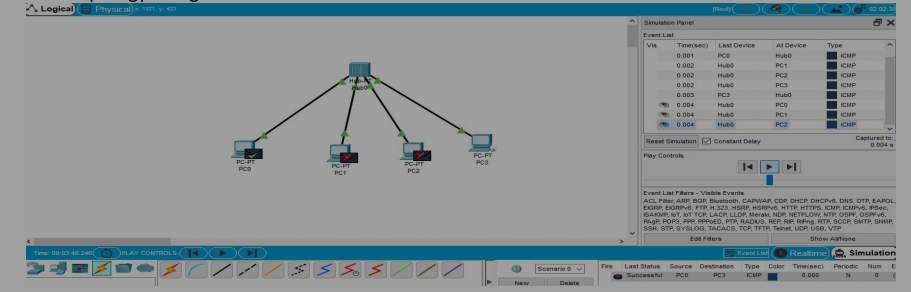 Logical Physical x: 1327, y: 423 [Root] 02:02:30
Simulation Panel
Event List
Vis. Time(sec) Last Device At Device Type
0.001 PC0 Hub0 ICMP
0.002 Hub0 PC1 ICMP
0.002 Hub0 PC2 ICMP
0.002 Hub0 PC3 ICMP
0.003 PC3 Hub0 ICMP
0.004 Hub0 PC0 ICMP
0.004 Hub0 PC1 ICMP
0.004 Hub0 PC2 ICMP
Reset Simulation Constant Delay Captured to:
0.004 s
Play Controls
Event List Filters - Visible Events
ACL Filter, ARP, BGP, Bluetooth, CAPWAP, CDP, DHCP, DHCPv6, DNS, DTP, EAPOL,
EIGRP, EIGRPv6, FTP, H.323, HSRP, HSRPv6, HTTP, HTTPS, ICMP, ICMPv6, IPSec,
ISAKMP, IoT, IoT TCP, LACP, LLDP, Meraki, NDP, NETFLOW, NTP, OSPF, OSPFv6,
PAgP, POP3, PPP, PPPoED, PTP, RADIUS, REP, RIP, RIPng, RTP, SCCP, SMTP, SNMP,
SSH, STP, SYSLOG, TACACS, TCP, TFTP, Telnet, UDP, USB, VTP
Edit Filters Show All/None
Hub-PT
Hub0
PC-PT
PC0
PC-PT
PC1
PC-PT
PC2
PC-PT
PC3
Time: 00:03:48.246 PLAY CONTROLS: Event List Realtime Simulation
Scenario 0 Fire Last Status Source Destination Type Color Time(sec) Periodic Num
Successful PC0 PC3 ICMP 0.000 N 0
New Delete